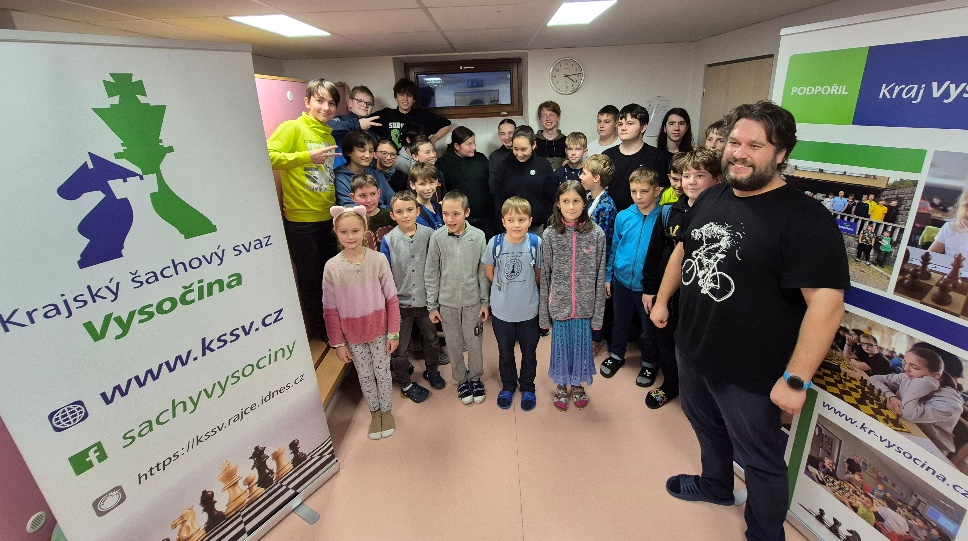 Krajský šachový svaz
Vysočina
www.kssv.cz
sachyvysociny
https://kssv.rajce.idnes.cz
PODPOŘIL
Kraj Vys
www.kr-vysocina.cz